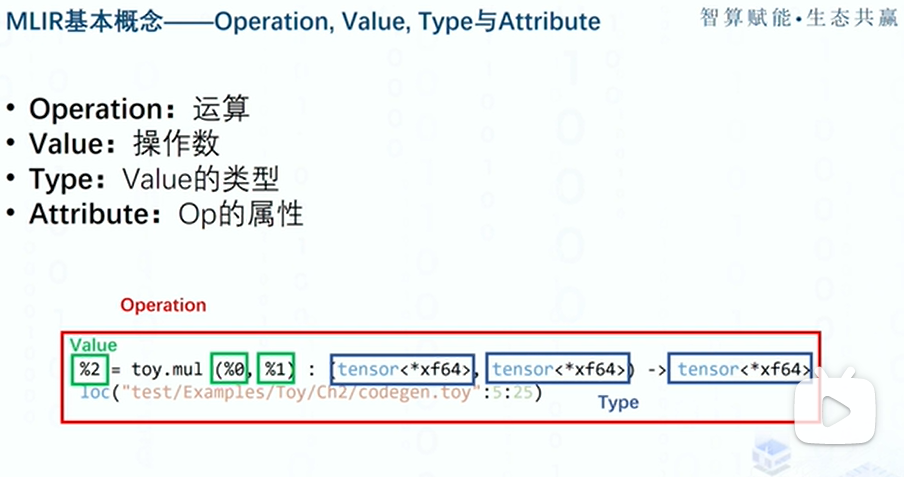 MLIR基本概念——Operation, Value, Type与Attribute
智算赋能·生态共赢
• Operation：运算
• Value：操作数
• Type：Value的类型
• Attribute：Op的属性
Operation
Value
%2 = toy.mul (%0, %1) : (tensor<*xf64>, tensor<*xf64>) -> tensor<*xf64>
loc("test/Examples/Toy/Ch2/codegen.toy":5:25)
Type